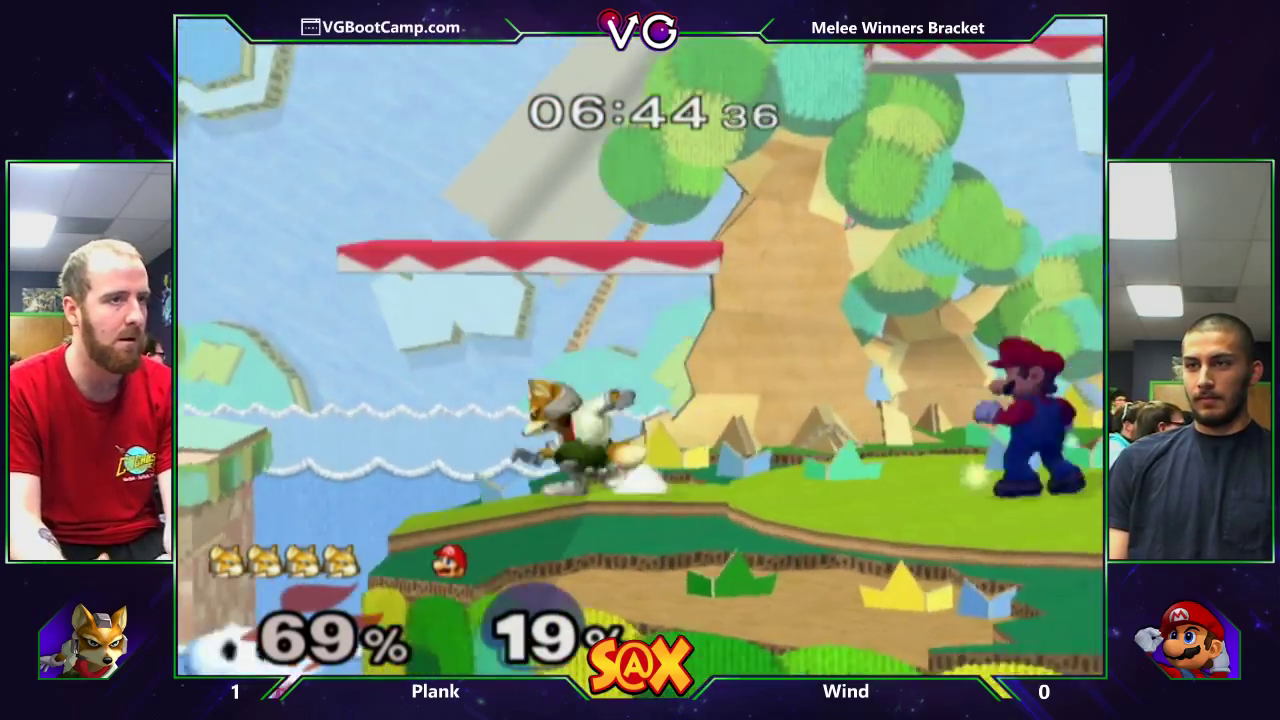 VGBootCamp.com
VG
Melee Winners Bracket
06:44 36
69%
19%
S@X
1
Plank
Wind
0